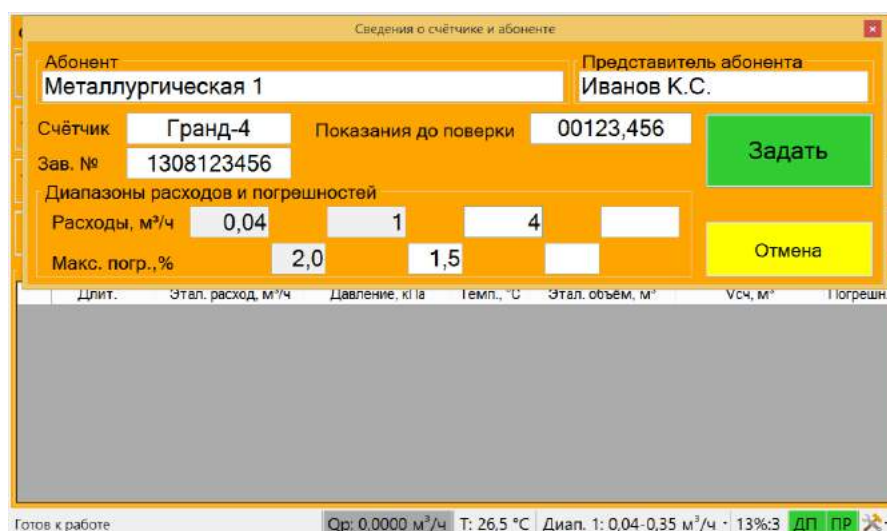 Сведения о счётчике и абоненте
Абонент
Представитель абонента
Металлургическая 1
Иванов К.С.
Счётчик Гранд-4 Показания до поверки 00123,456
Задать
Зав. № 1308123456
Диапазоны расходов и погрешностей
Расходы, м³/ч 0,04 1 4
Макс. погр.,% 2,0 1,5
Отмена
Длит. Этал. расход, м³/ч Давление, кПа Темп., °С Этал. объём, м³ Vсч, м³ Погрешн
Готов к работе Qр: 0,0000 м³/ч T: 26,5 °C Диап. 1: 0,04-0,35 м³/ч 13%:3 ДП ПР